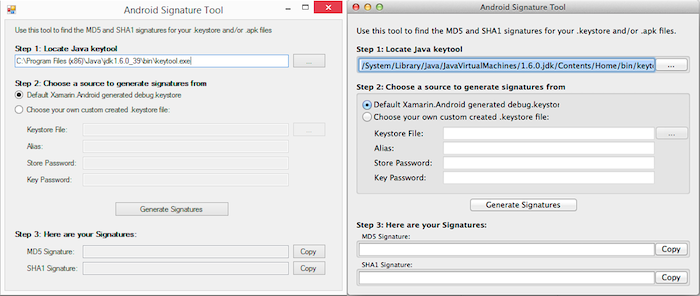 Android Signature Tool
Use this tool to find the MD5 and SHA1 signatures for your .keystore and/or .apk files.
Step 1: Locate Java keytool
C:\Program Files (x86)\Java\jdk1.6.0_39\bin\keytool.exe
...
Step 2: Choose a source to generate signatures from
Default Xamarin.Android generated debug.keystore
Choose your own custom created .keystore file:
Keystore File:
...
Alias:
Store Password:
Key Password:
Generate Signatures
Step 3: Here are your Signatures:
MD5 Signature:
Copy
SHA1 Signature:
Copy
Android Signature Tool
Use this tool to find the MD5 and SHA1 signatures for your .keystore and/or .apk files.
Step 1: Locate Java keytool
/System/Library/Java/JavaVirtualMachines/1.6.0.jdk/Contents/Home/bin/keyt
...
Step 2: Choose a source to generate signatures from
Default Xamarin.Android generated debug.keystor
Choose your own custom created .keystore file:
Keystore File:
...
Alias:
Store Password:
Key Password:
Generate Signatures
Step 3: Here are your Signatures:
MD5 Signature:
Copy
SHA1 Signature:
Copy